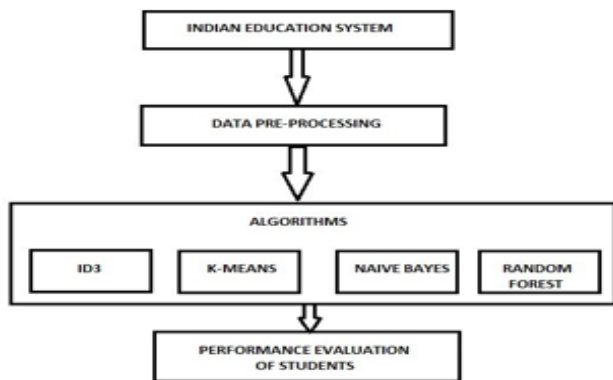 INDIAN EDUCATION SYSTEM
DATA PRE-PROCESSING
ALGORITHMS
ID3
K-MEANS
NAIVE BAYES
RANDOM
FOREST
PERFORMANCE EVALUATION
OF STUDENTS